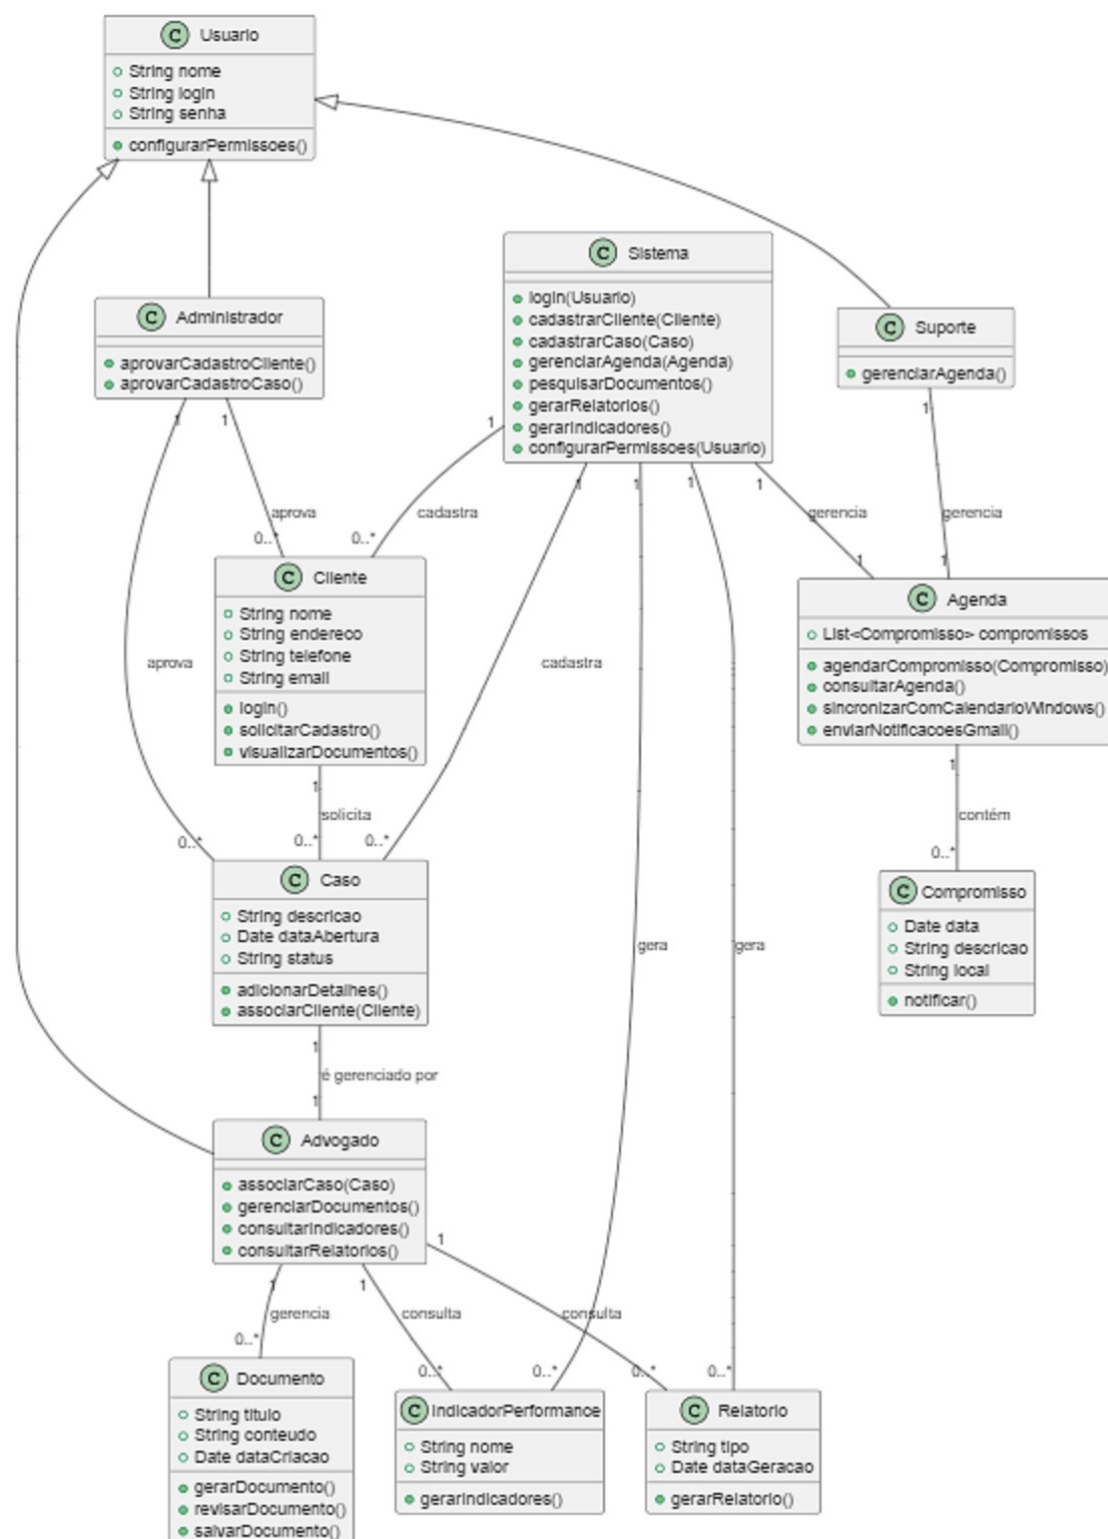 C Usuario
String nome
String login
String senha
configurarPermissoes()
C Sistema
login(Usuario)
cadastrarCliente(Cliente)
cadastrarCaso(Caso)
gerenciarAgenda(Agenda)
pesquisarDocumentos()
gerarRelatorios()
gerarIndicadores()
configurarPermissoes(Usuario)
C Administrador
aprovarCadastroCliente()
aprovarCadastroCaso()
C Suporte
gerenciarAgenda()
1
1
1
1
1
1
1
1
1
aprova
cadastra
gerencia
gerencia
0..*
0..*
1
1
C Cliente
String nome
String endereco
String telefone
String email
login()
solicitarCadastro()
visualizarDocumentos()
C Agenda
List<Compromisso> compromissos
agendarCompromisso(Compromisso)
consultarAgenda()
sincronizarComCalendarioWindows()
enviarNotificacoesGmail()
aprova
cadastra
1
solicita
0..*
0..*
0..*
1
contém
0..*
C Caso
String descricao
Date dataAbertura
String status
adicionarDetalhes()
associarCliente(Cliente)
C Compromisso
Date data
String descricao
String local
notificar()
gera
gera
1
é gerenciado por
1
C Advogado
associarCaso(Caso)
gerenciarDocumentos()
consultarIndicadores()
consultarRelatorios()
1
1
1
gerencia
consulta
consulta
0..*
0..*
0..*
0..*
0..*
C Documento
String titulo
String conteudo
Date dataCriacao
gerarDocumento()
revisarDocumento()
salvarDocumento()
C IndicadorPerformance
String nome
String valor
gerarIndicadores()
C Relatorio
String tipo
Date dataGeracao
gerarRelatorio()